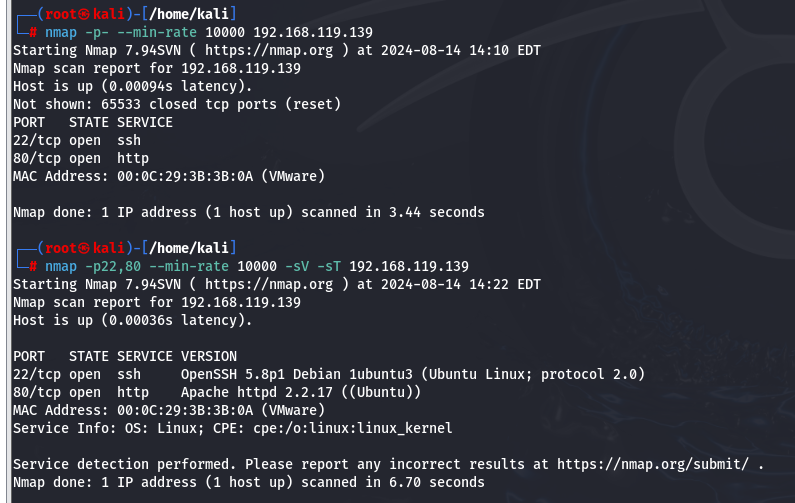 ┌──(root㉿kali)-[/home/kali]
└─# nmap -p- --min-rate 10000 192.168.119.139
Starting Nmap 7.94SVN ( https://nmap.org ) at 2024-08-14 14:10 EDT
Nmap scan report for 192.168.119.139
Host is up (0.00094s latency).
Not shown: 65533 closed tcp ports (reset)
PORT   STATE SERVICE
22/tcp open  ssh
80/tcp open  http
MAC Address: 00:0C:29:3B:3B:0A (VMware)

Nmap done: 1 IP address (1 host up) scanned in 3.44 seconds

┌──(root㉿kali)-[/home/kali]
└─# nmap -p22,80 --min-rate 10000 -sV -sT 192.168.119.139
Starting Nmap 7.94SVN ( https://nmap.org ) at 2024-08-14 14:22 EDT
Nmap scan report for 192.168.119.139
Host is up (0.00036s latency).

PORT   STATE SERVICE VERSION
22/tcp open  ssh     OpenSSH 5.8p1 Debian 1ubuntu3 (Ubuntu Linux; protocol 2.0)
80/tcp open  http    Apache httpd 2.2.17 ((Ubuntu))
MAC Address: 00:0C:29:3B:3B:0A (VMware)
Service Info: OS: Linux; CPE: cpe:/o:linux:linux_kernel

Service detection performed. Please report any incorrect results at https://nmap.org/submit/ .
Nmap done: 1 IP address (1 host up) scanned in 6.70 seconds